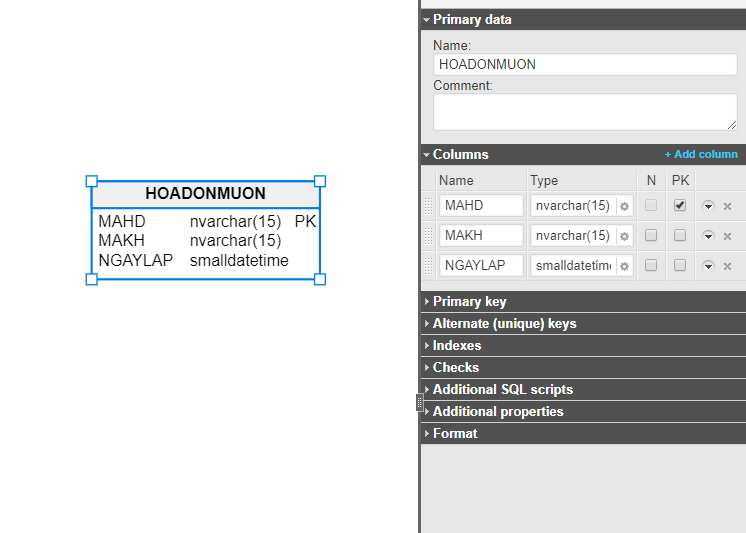 HOADONMUON
MAHD nvarchar(15) PK
MAKH nvarchar(15)
NGAYLAP smalldatetime
Primary data
Name:
HOADONMUON
Comment:
Columns + Add column
Name Type N PK
MAHD nvarchar(15)
MAKH nvarchar(15)
NGAYLAP smalldatetim
Primary key
Alternate (unique) keys
Indexes
Checks
Additional SQL scripts
Additional properties
Format